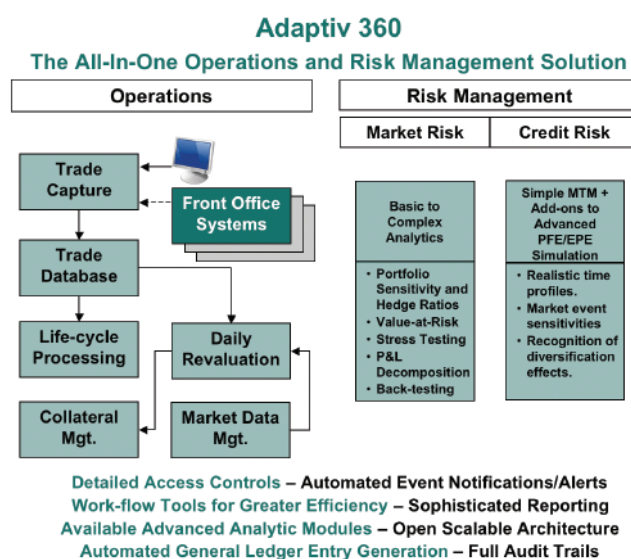 Adaptiv 360
The All-In-One Operations and Risk Management Solution
Operations
Trade
Capture
Front Office
Systems
Trade
Database
Life-cycle
Processing
Daily
Revaluation
Collateral
Mgt.
Market Data
Mgt.
Risk Management
Market Risk
Credit Risk
Basic to
Complex
Analytics
• Portfolio
Sensitivity and
Hedge Ratios
• Value-at-Risk
• Stress Testing
• P&L
Decomposition
• Back-testing
Simple MTM +
Add-ons to
Advanced
PFE/EPE
Simulation
• Realistic time
profiles.
• Market event
sensitivities
• Recognition of
diversification
effects.
Detailed Access Controls – Automated Event Notifications/Alerts
Work-flow Tools for Greater Efficiency – Sophisticated Reporting
Available Advanced Analytic Modules – Open Scalable Architecture
Automated General Ledger Entry Generation – Full Audit Trails